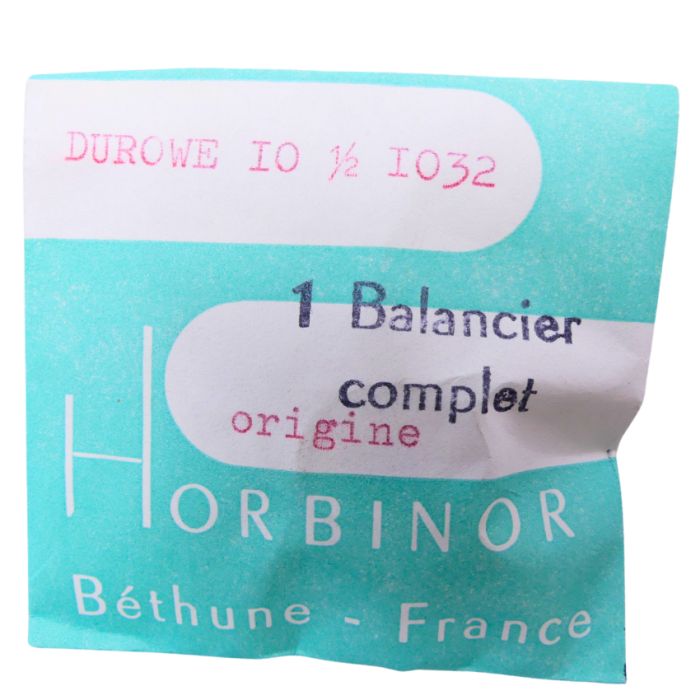 DUROWE IO ½ IO32
1 Balancier
complet
origine
HORBINOR
Béthune - France